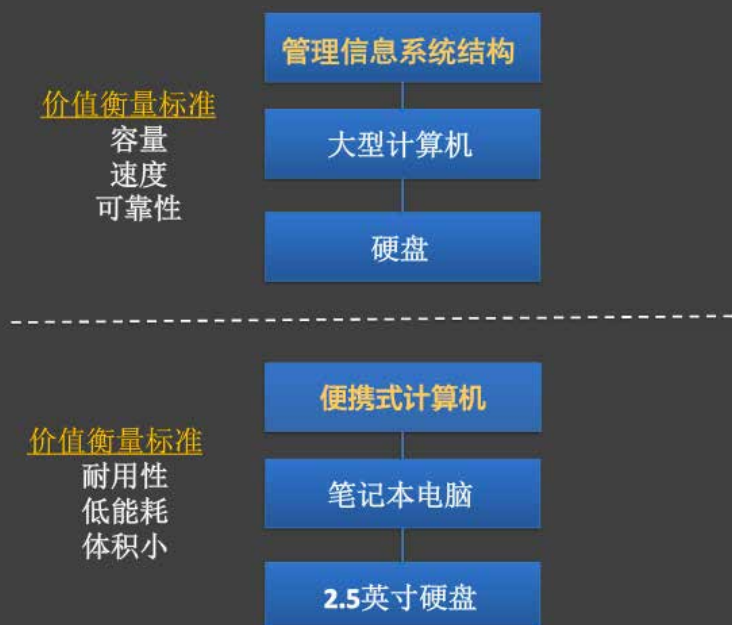 管理信息系统结构
价值衡量标准
容量
速度
可靠性
大型计算机
硬盘
便携式计算机
价值衡量标准
耐用性
低能耗
体积小
笔记本电脑
2.5英寸硬盘